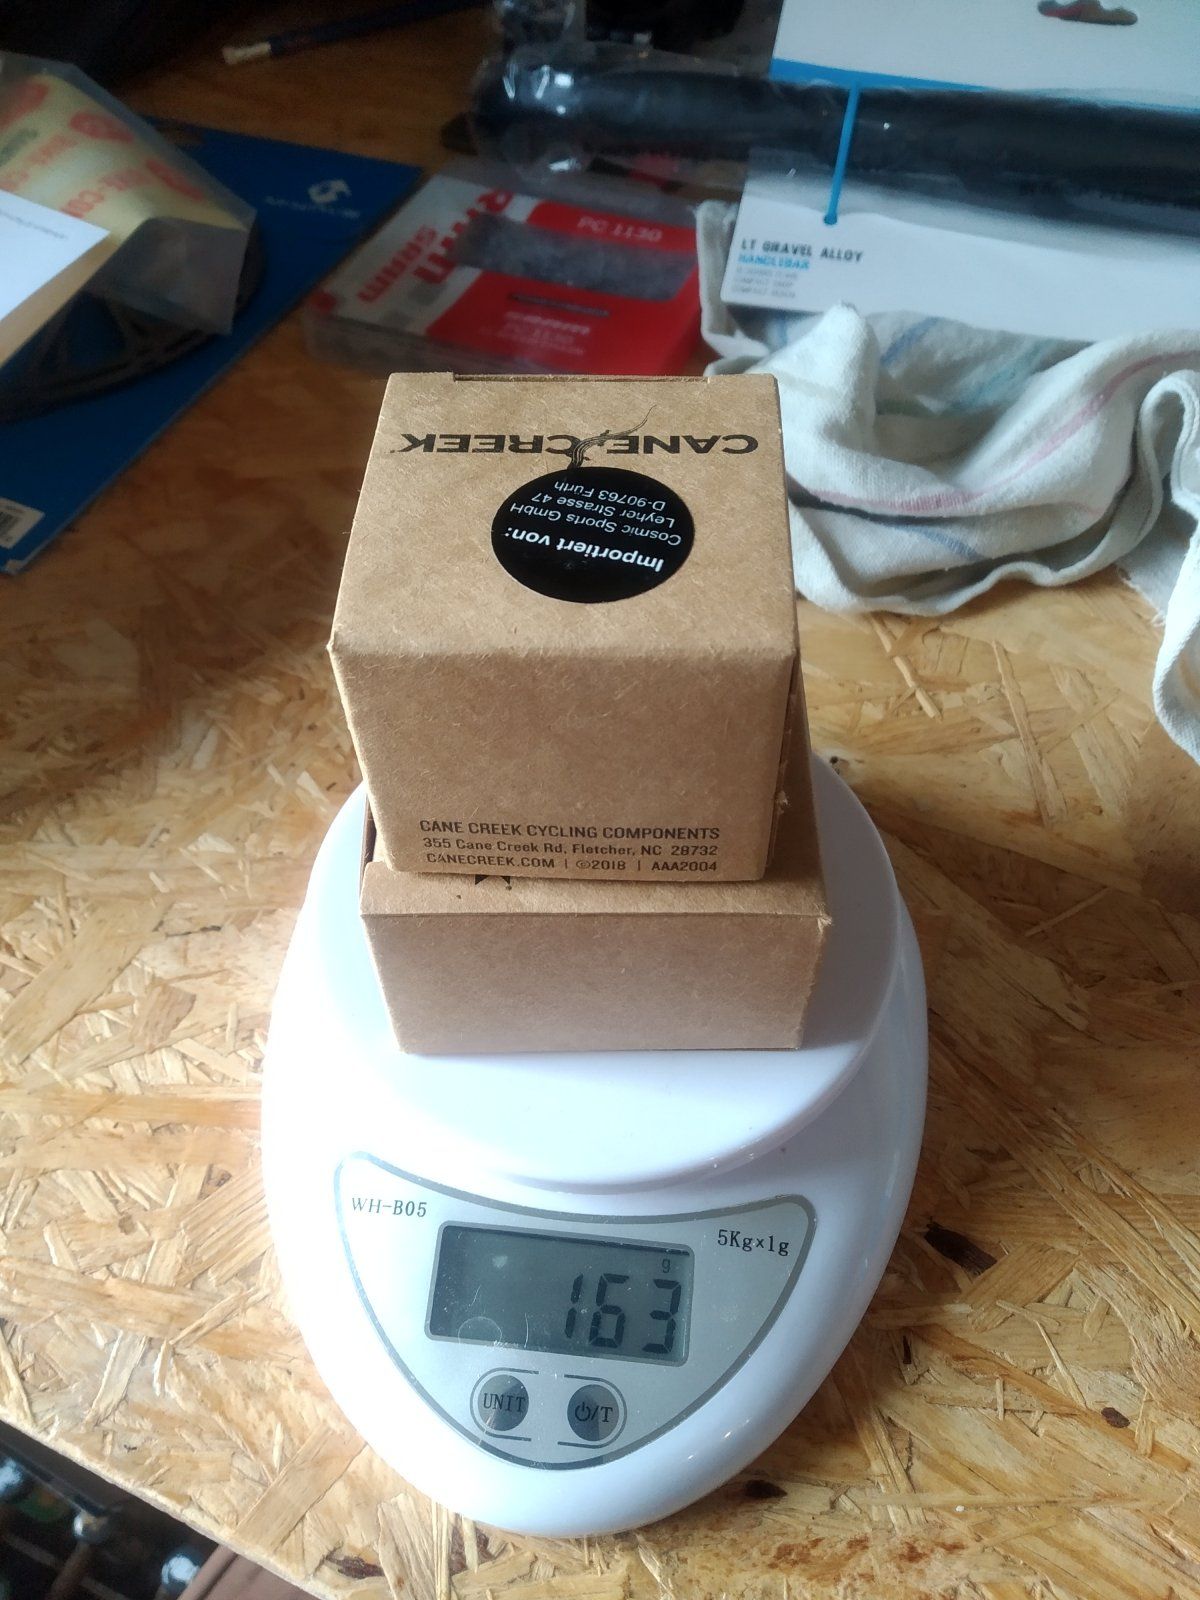 PC 1130
SRAM
LT GRAVEL ALLOY
HANDLEBAR
CANE CREEK
Importiert von:
Cosmic Sports GmbH
Leyher Strasse 47
D-90763 Fürth
CANE CREEK CYCLING COMPONENTS
355 Cane Creek Rd, Fletcher, NC 28732
CANECREEK.COM | ©2018 | AAA2004
WH-B05
5Kg×1g
g
163
UNIT
⏻/T